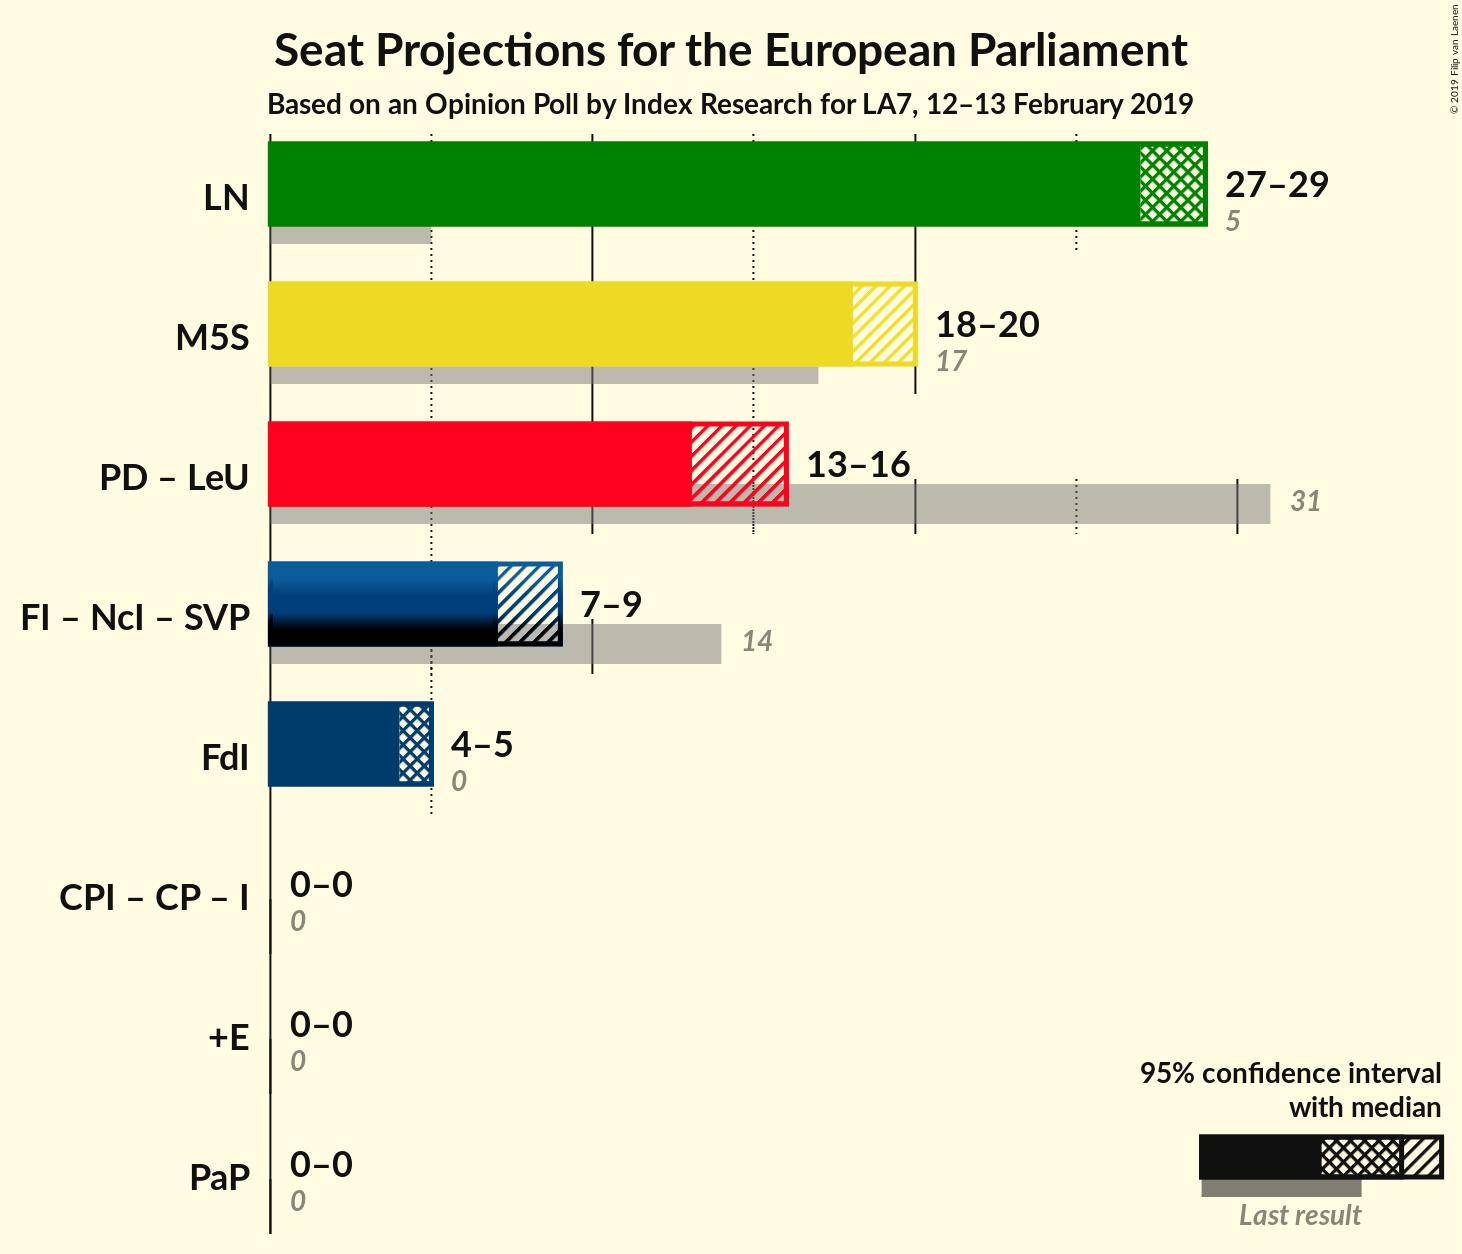 Seat Projections for the European Parliament
Based on an Opinion Poll by Index Research for LA7, 12–13 February 2019
© 2019 Filip van Laenen
LN
27–29
5
M5S
18–20
17
PD – LeU
13–16
31
FI – NcI – SVP
7–9
14
FdI
4–5
0
CPI – CP – I
0–0
0
+E
0–0
0
PaP
0–0
0
95% confidence interval
with median
Last result